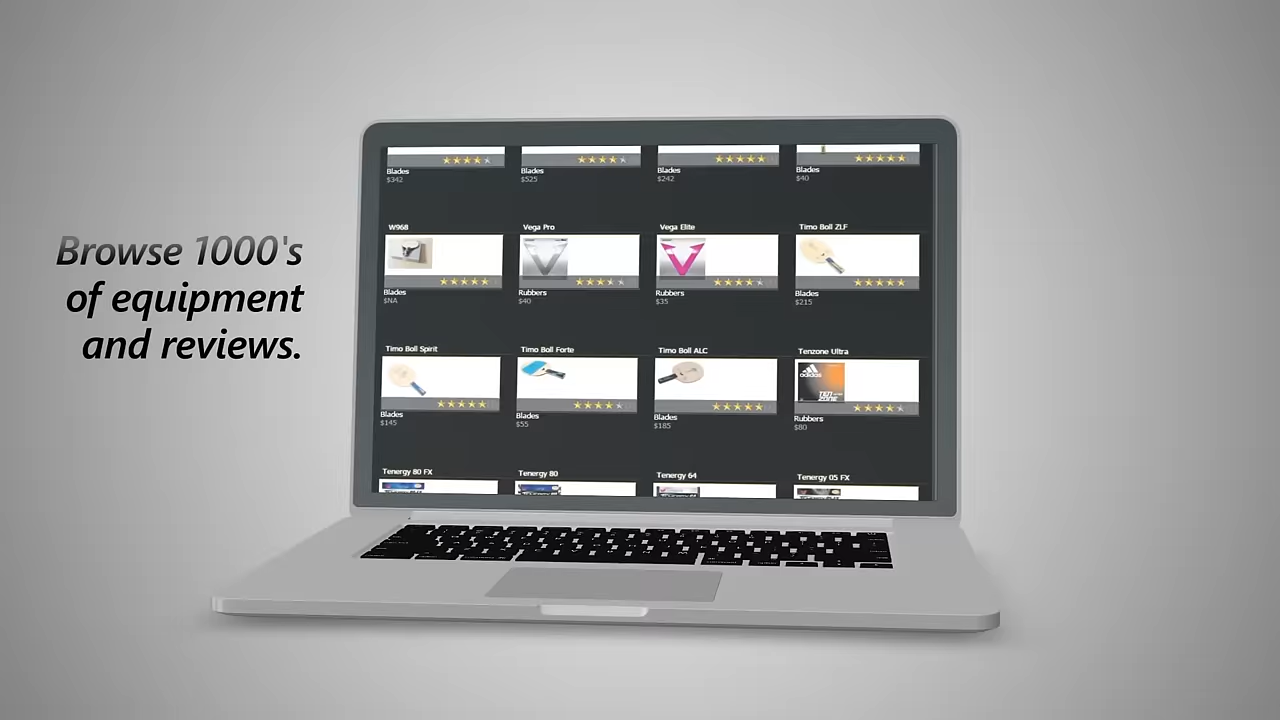 Browse 1000's
of equipment
and reviews.
Blades
$342
Blades
$525
Blades
$242
Blades
$40
W968
Vega Pro
Vega Elite
Timo Boll ZLF
Blades
$NA
Rubbers
$40
Rubbers
$35
Blades
$215
Timo Boll Spirit
Timo Boll Forte
Timo Boll ALC
Tenzone Ultra
adidas
Blades
$145
Blades
$55
Blades
$185
Rubbers
$80
Tenergy 80 FX
Tenergy 80
Tenergy 64
Tenergy 05 FX